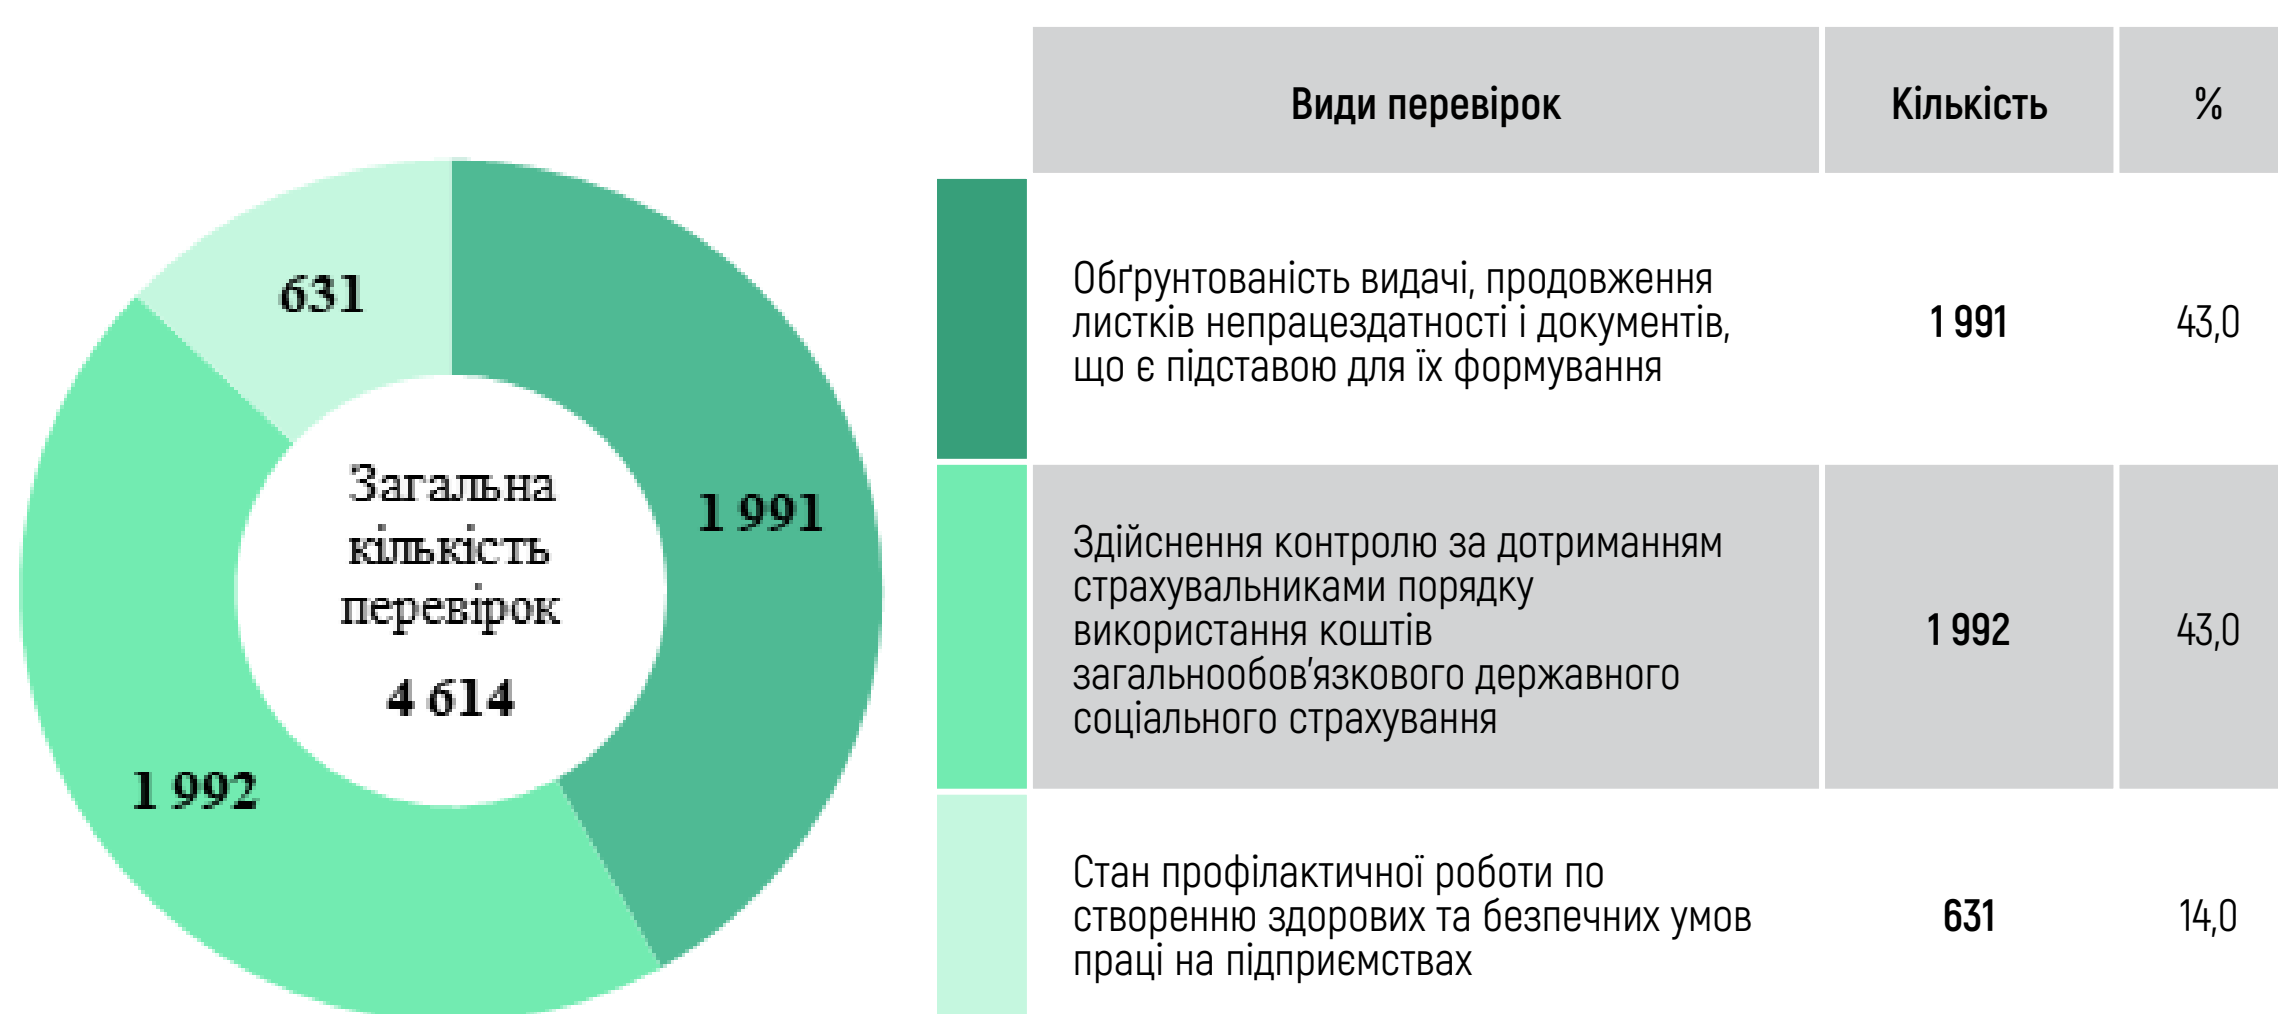 631
1 991
1 992
Загальна
кількість
перевірок
4 614
Види перевірок
Кількість
%
Обґрунтованість видачі, продовження
листків непрацездатності і документів,
що є підставою для їх формування
1 991
43,0
Здійснення контролю за дотриманням
страхувальниками порядку
використання коштів
загальнообов'язкового державного
соціального страхування
1 992
43,0
Стан профілактичної роботи по
створенню здорових та безпечних умов
праці на підприємствах
631
14,0